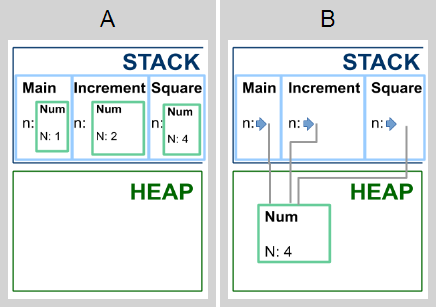 A
STACK
Main Increment Square
n: Num n: Num n: Num
N: 1 N: 2 N: 4
HEAP
B
STACK
Main Increment Square
n: n: n:
HEAP
Num
N: 4